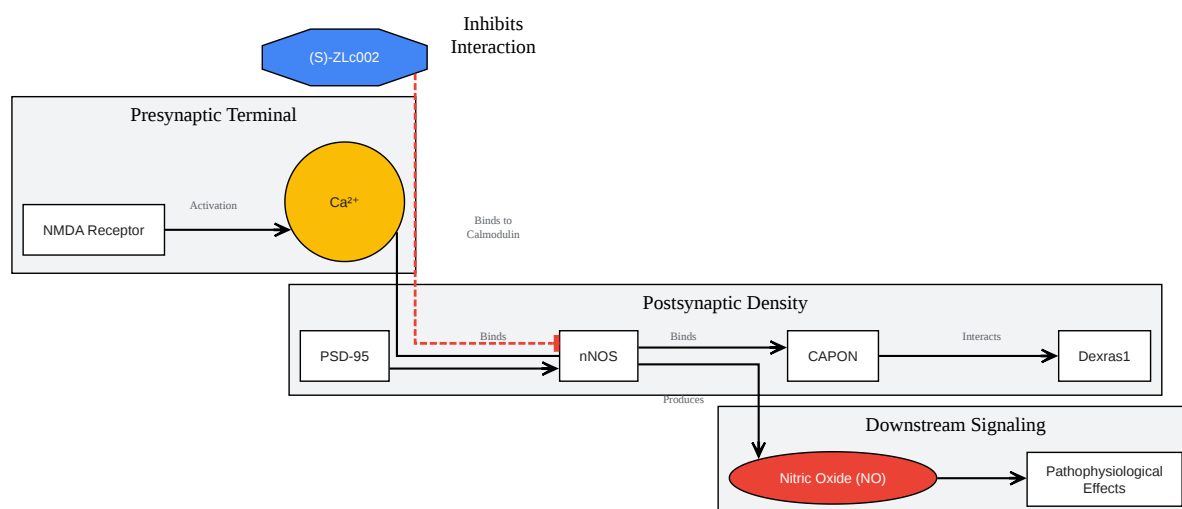 Inhibits
Interaction
(S)-ZLc002
Presynaptic Terminal
Ca²⁺
Activation
NMDA Receptor
Binds to
Calmodulin
Postsynaptic Density
Binds
Binds
Interacts
PSD-95
nNOS
CAPON
Dexras1
Produces
Downstream Signaling
Nitric Oxide (NO)
Pathophysiological
Effects